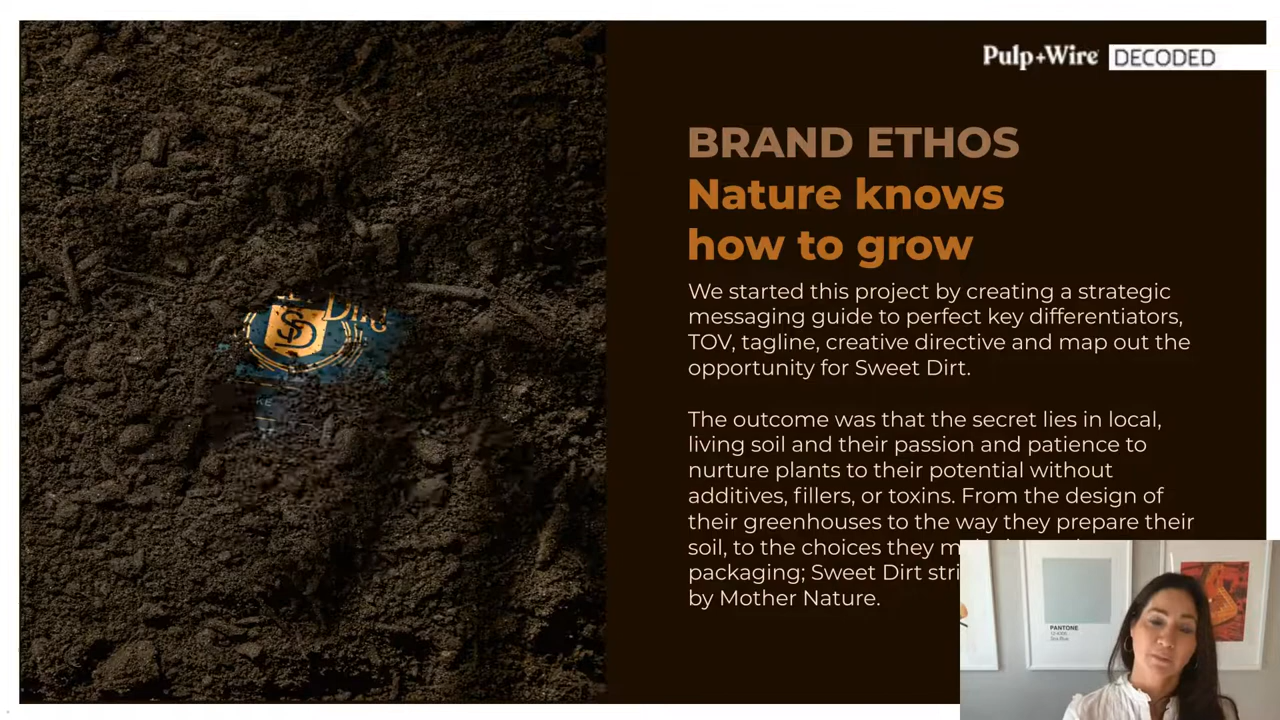 Pulp+Wire DECODED
BRAND ETHOS
Nature knows
how to grow
We started this project by creating a strategic
messaging guide to perfect key differentiators,
TOV, tagline, creative directive and map out the
opportunity for Sweet Dirt.
The outcome was that the secret lies in local,
living soil and their passion and patience to
nurture plants to their potential without
additives, fillers, or toxins. From the design of
their greenhouses to the way they prepare their
soil, to the choices they
packaging; Sweet Dirt
by Mother Nature.
Dirt
SD
PANTONE